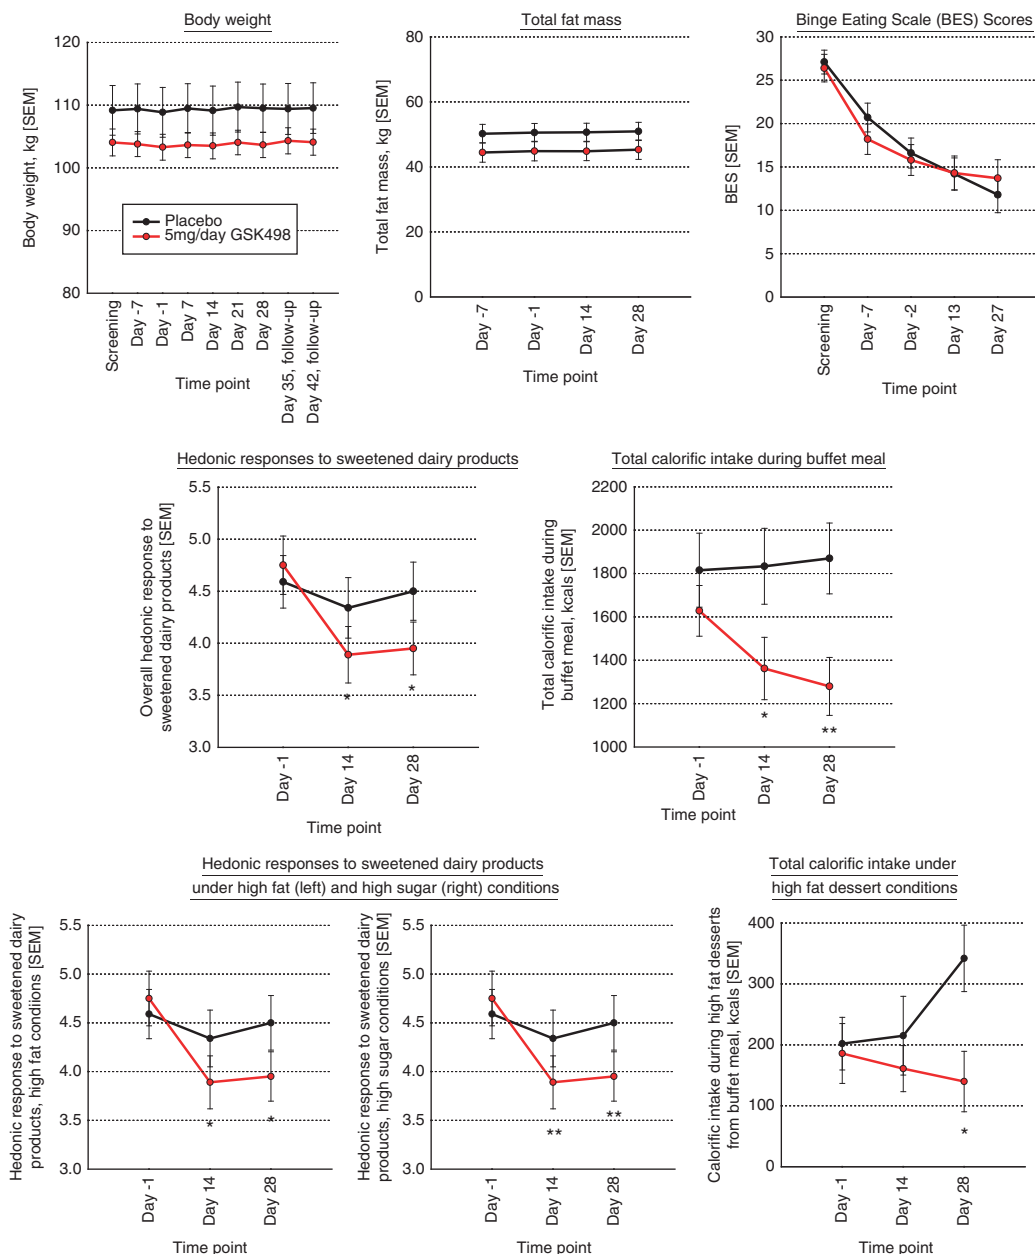 Body weight
Body weight, kg [SEM]
120
110
100
90
80
Placebo
5mg/day GSK498
Screening
Day -7
Day -1
Day 7
Day 14
Day 21
Day 28
Day 35, follow-up
Day 42, follow-up
Time point
Total fat mass
Total fat mass, kg [SEM]
80
60
40
20
0
Day -7
Day -1
Day 14
Day 28
Time point
Binge Eating Scale (BES) Scores
BES [SEM]
30
25
20
15
10
5
0
Screening
Day -7
Day -2
Day 13
Day 27
Time point
Hedonic responses to sweetened dairy products
Overall hedonic response to
sweetened dairy products [SEM]
5.5
5.0
4.5
4.0
3.5
3.0
*
*
Day -1
Day 14
Day 28
Time point
Total calorific intake during buffet meal
Total calorific intake during
buffet meal, kcals [SEM]
2200
2000
1800
1600
1400
1200
1000
*
**
Day -1
Day 14
Day 28
Time point
Hedonic responses to sweetened dairy products
under high fat (left) and high sugar (right) conditions
Hedonic response to sweetened dairy
products, high fat condiions [SEM]
5.5
5.0
4.5
4.0
3.5
3.0
*
*
Day -1
Day 14
Day 28
Time point
Hedonic response to sweetened dairy
products, high sugar conditions [SEM]
5.5
5.0
4.5
4.0
3.5
3.0
**
**
Day -1
Day 14
Day 28
Time point
Total calorific intake under
high fat dessert conditions
Calorific intake during high fat desserts
from buffet meal, kcals [SEM]
400
300
200
100
0
*
Day -1
Day 14
Day 28
Time point